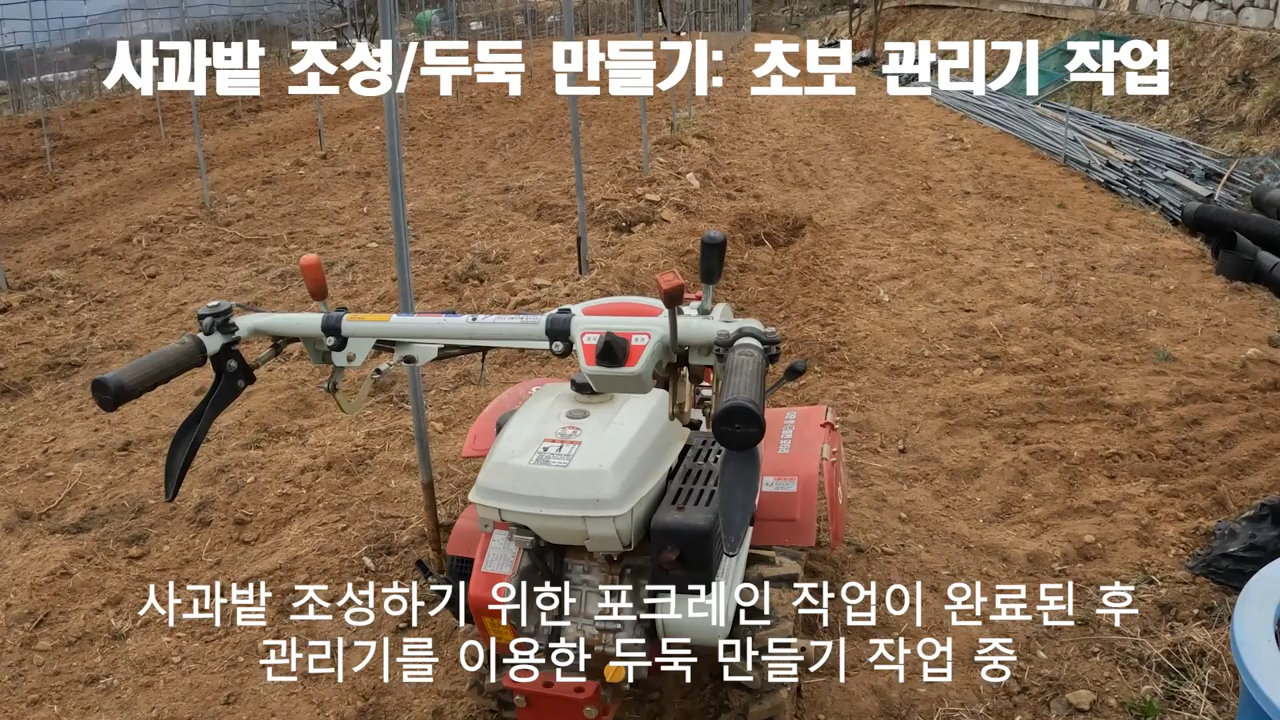 사과밭 조성/두둑 만들기: 초보 관리기 작업
사과밭 조성하기 위한 포크레인 작업이 완료된 후
관리기를 이용한 두둑 만들기 작업 중